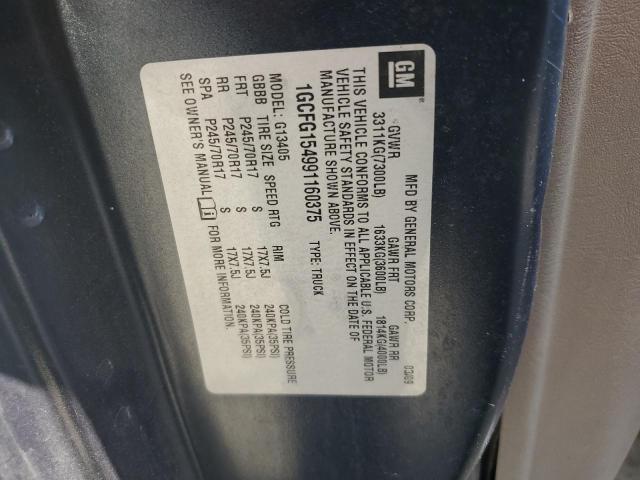 GM
MFD BY GENERAL MOTORS CORP. 03/09
GVWR GAWR FRT GAWR RR
3311KG(7300LB) 1633KG(3600LB) 1814KG(4000LB)
THIS VEHICLE CONFORMS TO ALL APPLICABLE U.S. FEDERAL MOTOR
VEHICLE SAFETY STANDARDS IN EFFECT ON THE DATE OF
MANUFACTURE SHOWN ABOVE.
1GCFG154991160375 TYPE: TRUCK
MODEL: G13405
GBBB TIRE SIZE SPEED RTG RIM COLD TIRE PRESSURE
FRT P245/70R17 S 17X7.5J 240KPA(35PSI)
RR P245/70R17 S 17X7.5J 240KPA(35PSI)
SPA P245/70R17 S 17X7.5J 240KPA(35PSI)
SEE OWNER'S MANUAL FOR MORE INFORMATION.